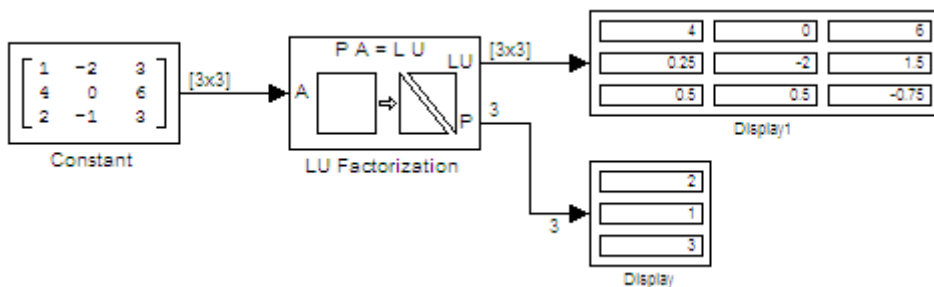 1 -2 3
4 0 6
2 -1 3
Constant
[3x3]
P A = L U
A
LU
P
LU Factorization
[3x3]
4 0 6
0.25 -2 1.5
0.5 0.5 -0.75
Display1
3
3
2
1
3
Display